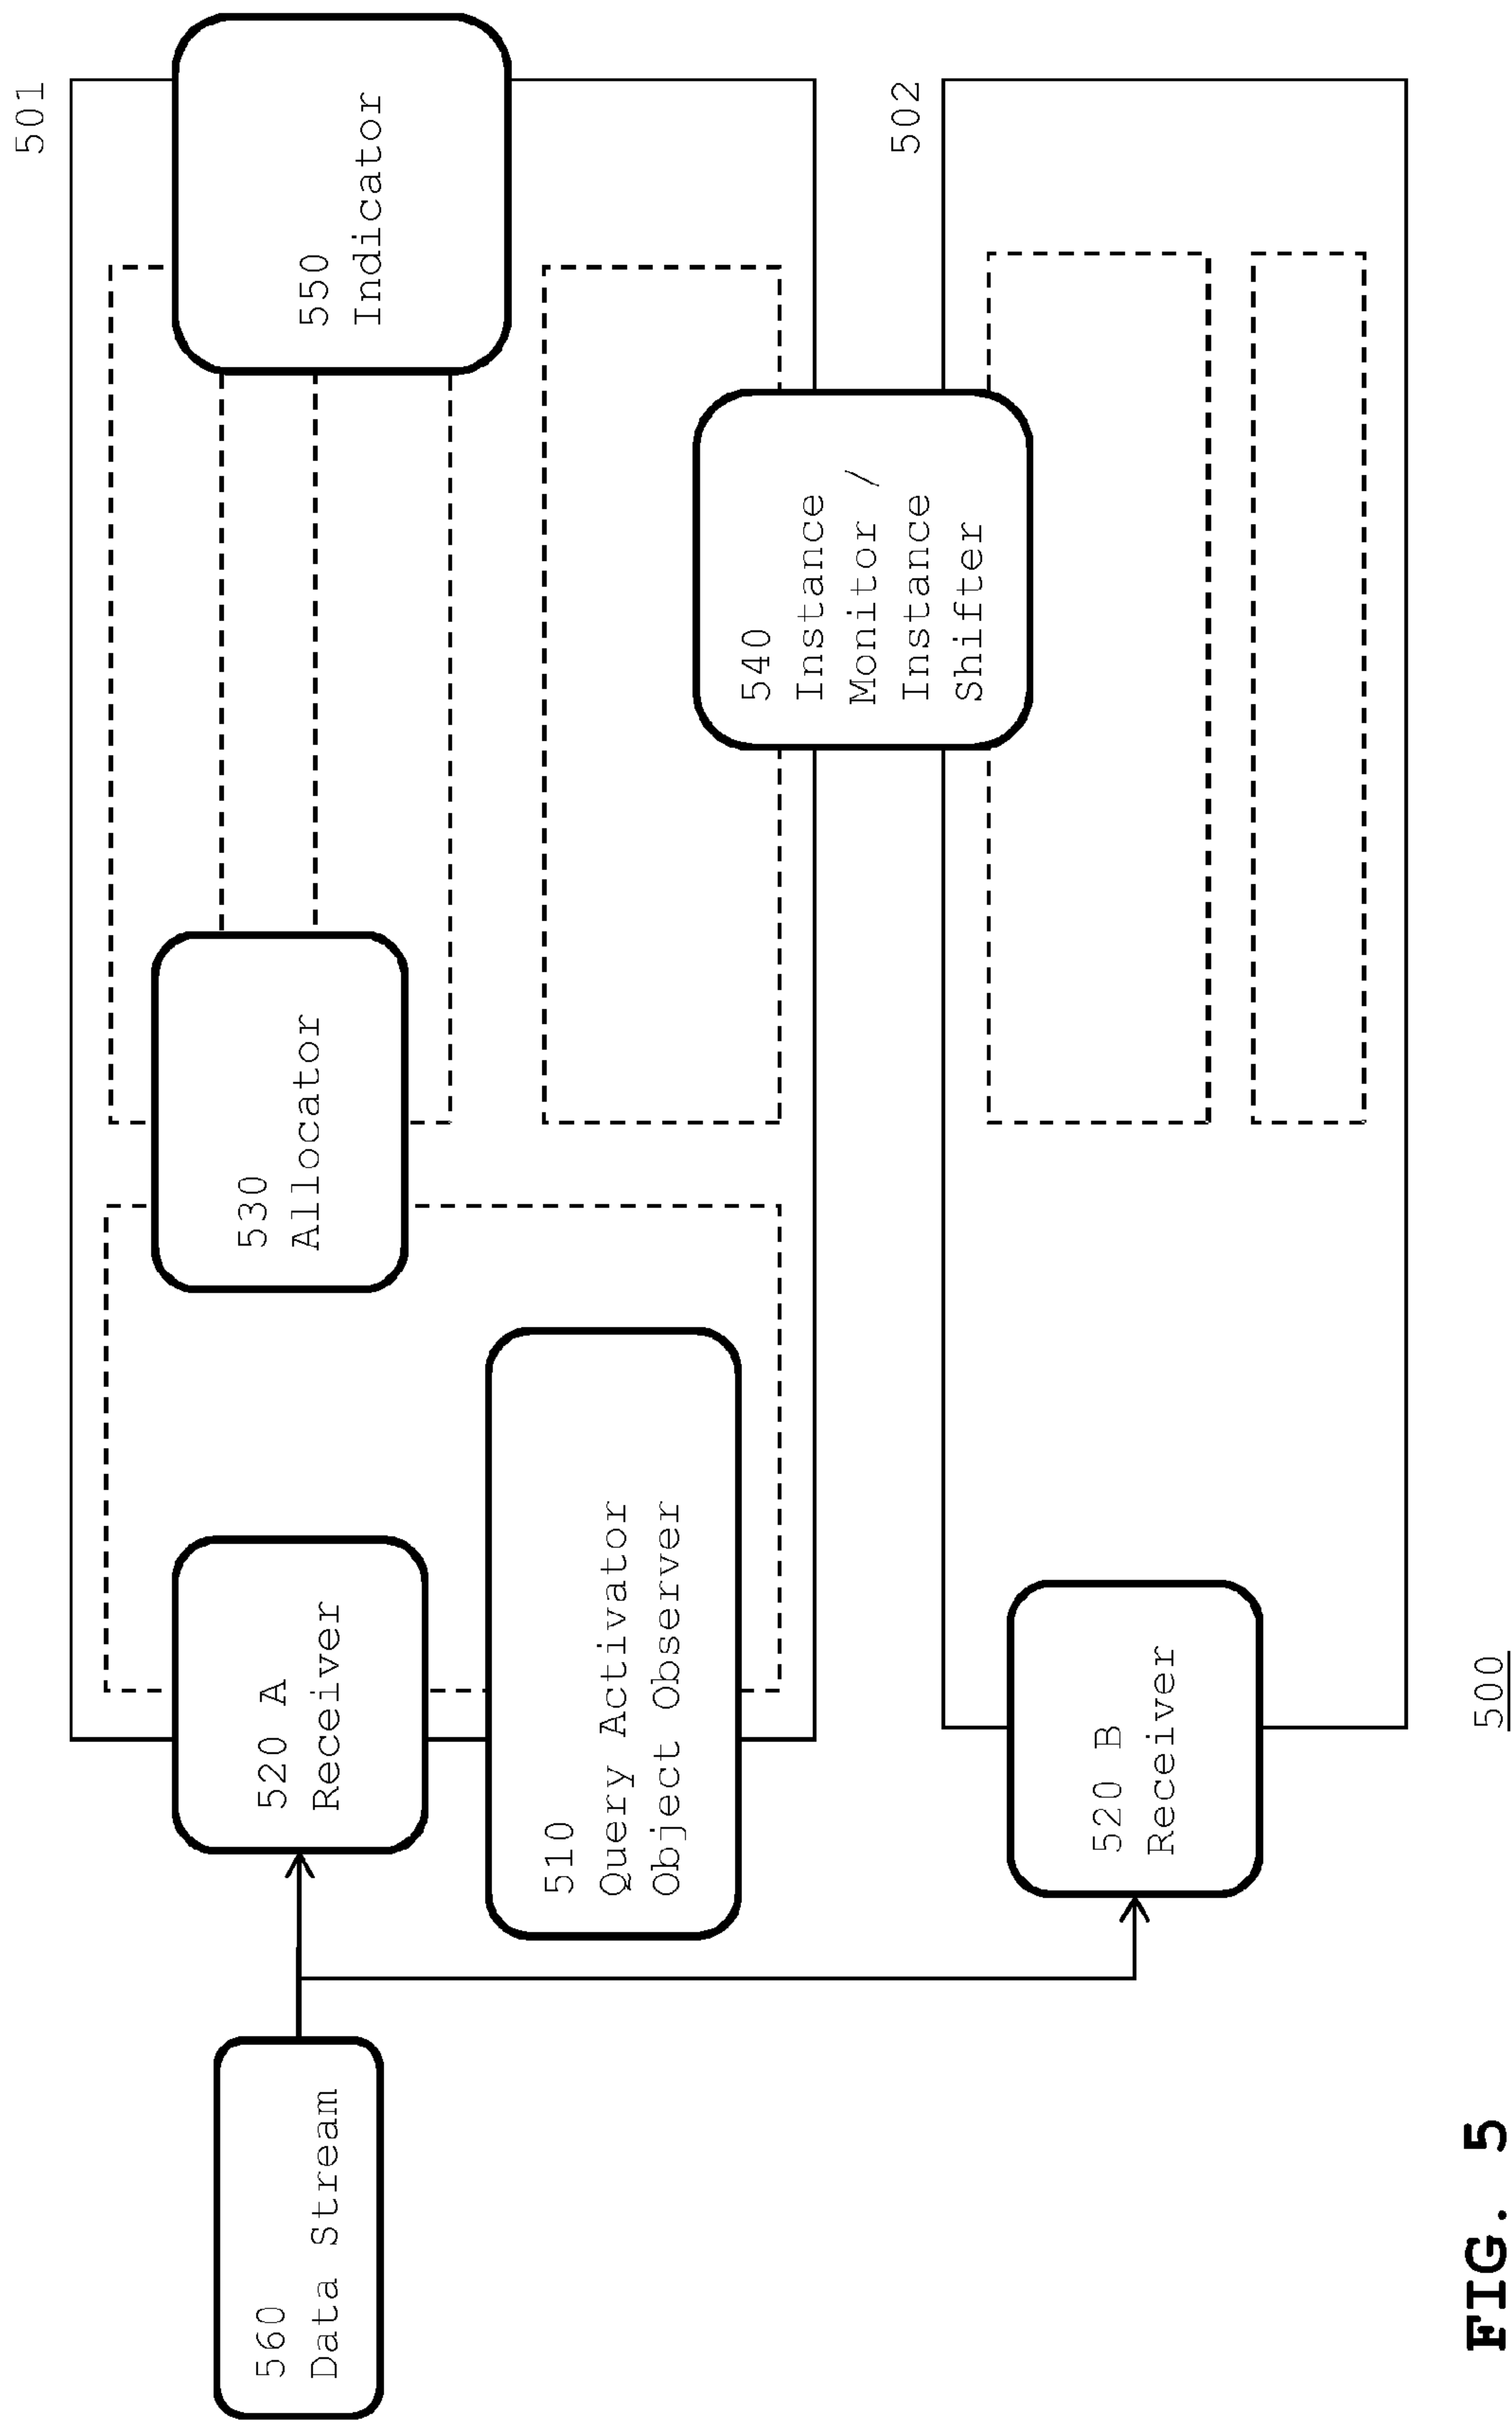 501
550
Indicator
530
Allocator
520 A
Receiver
560
Data Stream
510
Query Activator
Object Observer
540
Instance
Monitor /
Instance
Shifter
502
520 B
Receiver
500
FIG. 5